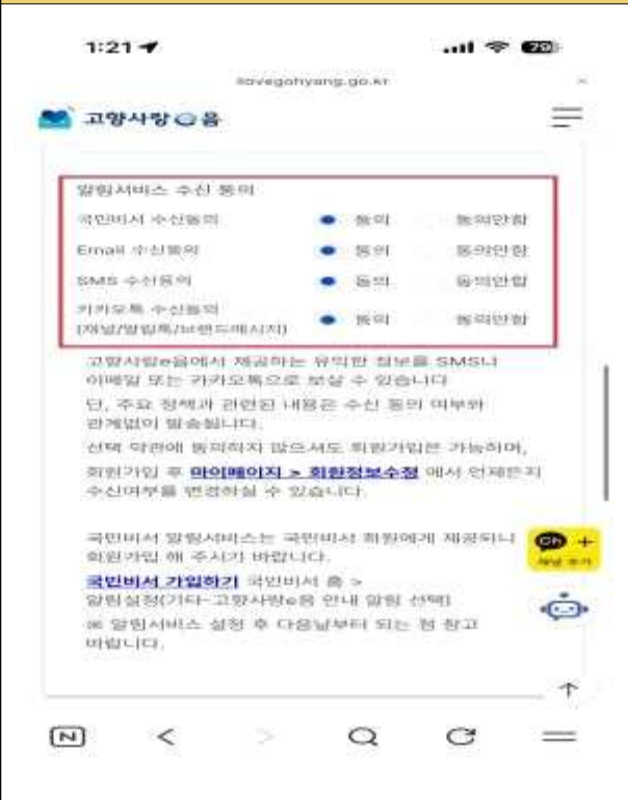 1:21
79
ilovegohyang.go.kr
고향사랑e음
알림서비스 수신 동의
국민비서 수신동의 동의 동의안함
Email 수신동의 동의 동의안함
SMS 수신동의 동의 동의안함
카카오톡 수신동의
(채널/알림톡/브랜드메시지) 동의 동의안함
고향사랑e음에서 제공하는 유익한 정보를 SMS나
이메일 또는 카카오톡으로 보실 수 있습니다
단, 주요 정책과 관련된 내용은 수신 동의 여부와
관계없이 발송됩니다.
선택 약관에 동의하지 않으셔도 회원가입은 가능하며,
회원가입 후 마이페이지 > 회원정보수정 에서 언제든지
수신여부를 변경하실 수 있습니다.
국민비서 알림서비스는 국민비서 회원에게 제공되니
회원가입 해 주시기 바랍니다.
국민비서 가입하기 국민비서 홈 >
알림설정(기타-고향사랑e음 안내 알림 선택)
※ 알림서비스 설정 후 다음날부터 되는 점 참고
바랍니다.
Ch +
채널 추가
N